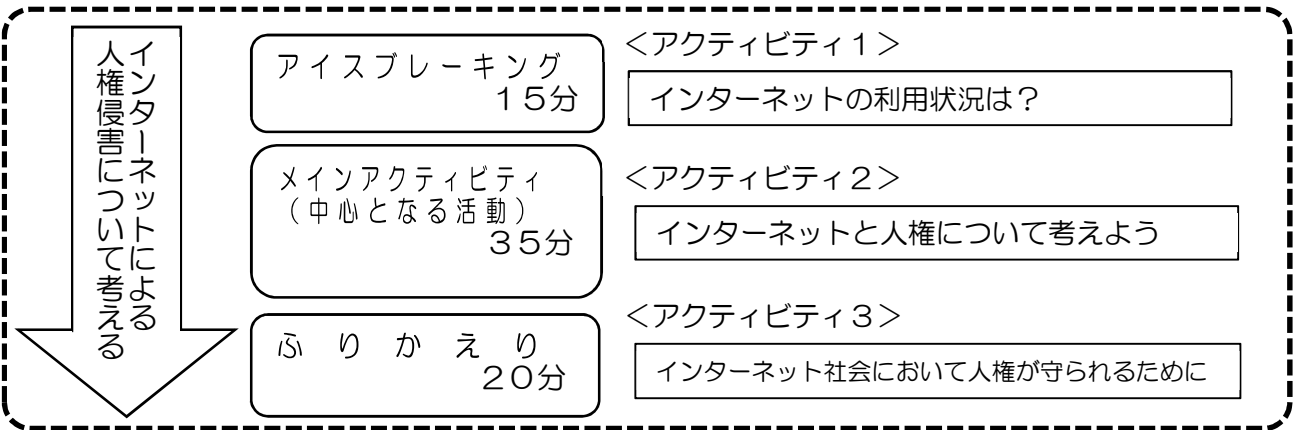 インターネットによる
人権侵害について考える
アイスブレーキング
１５分
＜アクティビティ１＞
インターネットの利用状況は？
メインアクティビティ
（中心となる活動）
３５分
＜アクティビティ２＞
インターネットと人権について考えよう
ふりかえり
２０分
＜アクティビティ３＞
インターネット社会において人権が守られるために